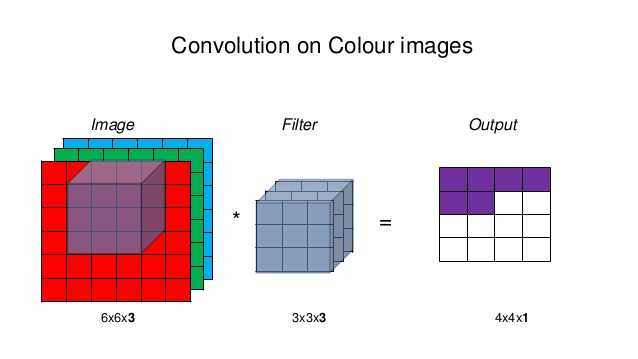 Convolution on Colour images
Image
Filter
Output
*
=
6x6x3
3x3x3
4x4x1